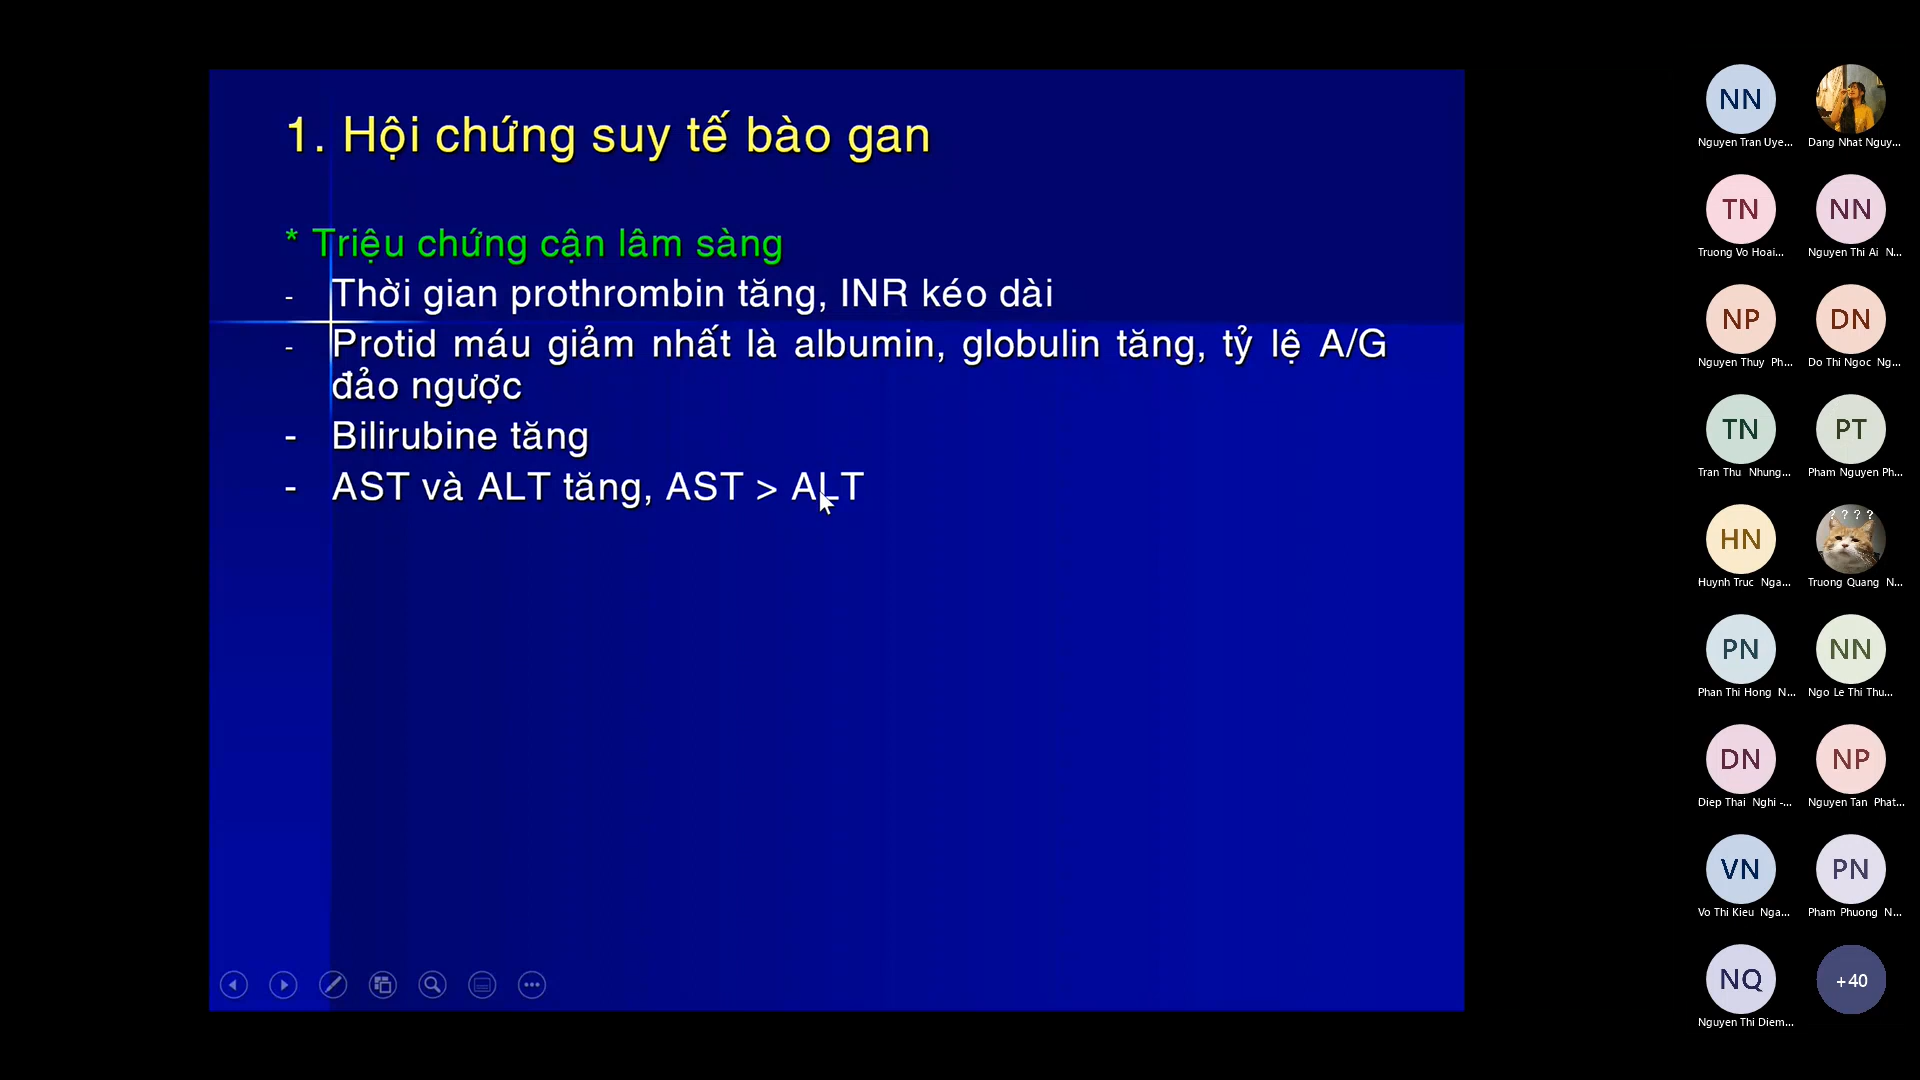 1. Hội chứng suy tế bào gan
* Triệu chứng cận lâm sàng
- Thời gian prothrombin tăng, INR kéo dài
- Protid máu giảm nhất là albumin, globulin tăng, tỷ lệ A/G
đảo ngược
- Bilirubine tăng
- AST và ALT tăng, AST > ALT
NN
Nguyen Tran Uye...
Dang Nhat Nguy...
TN
Truong Vo Hoai...
NN
Nguyen Thi Ai N...
NP
Nguyen Thuy Ph...
DN
Do Thi Ngoc Ng...
TN
Tran Thu Nhung...
PT
Pham Nguyen Ph...
HN
Huynh Truc Nga...
? ? ? ?
Truong Quang N...
PN
Phan Thi Hong N...
NN
Ngo Le Thi Thu...
DN
Diep Thai Nghi -...
NP
Nguyen Tan Phat...
VN
Vo Thi Kieu Nga...
PN
Pham Phuong N...
NQ
Nguyen Thi Diem...
+40